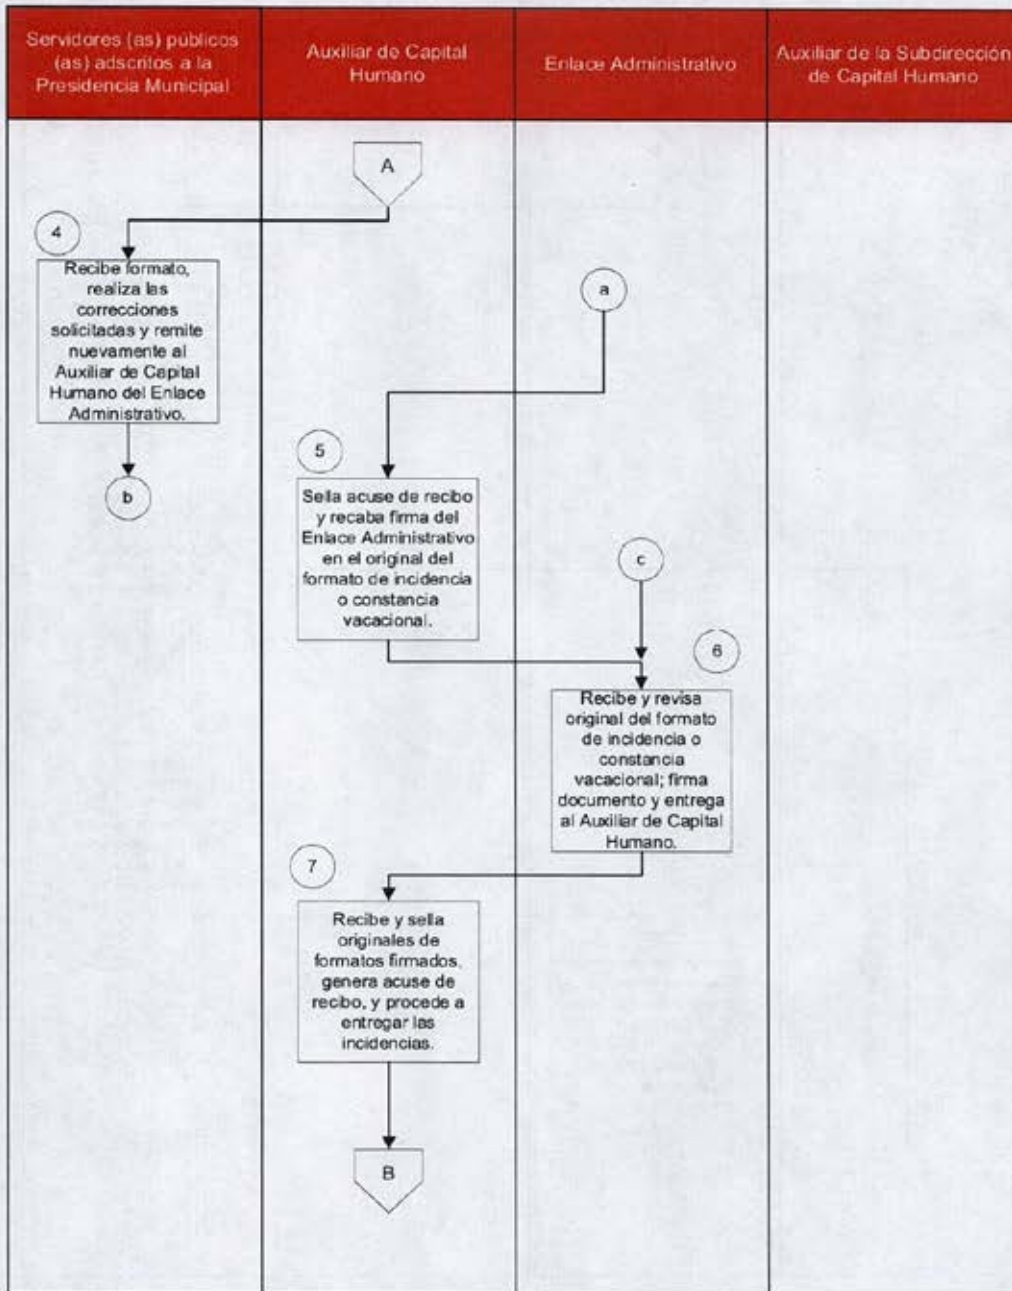 Servidores (as) públicos
(as) adscritos a la
Presidencia Municipal
Auxiliar de Capital
Humano
Enlace Administrativo
Auxiliar de la Subdirección
de Capital Humano
A
4
Recibe formato,
realiza las
correcciones
solicitadas y remite
nuevamente al
Auxiliar de Capital
Humano del Enlace
Administrativo.
b
a
5
Sella acuse de recibo
y recaba firma del
Enlace Administrativo
en el original del
formato de incidencia
o constancia
vacacional.
c
6
Recibe y revisa
original del formato
de incidencia o
constancia
vacacional; firma
documento y entrega
al Auxiliar de Capital
Humano.
7
Recibe y sella
originales de
formatos firmados,
genera acuse de
recibo, y procede a
entregar las
incidencias.
B